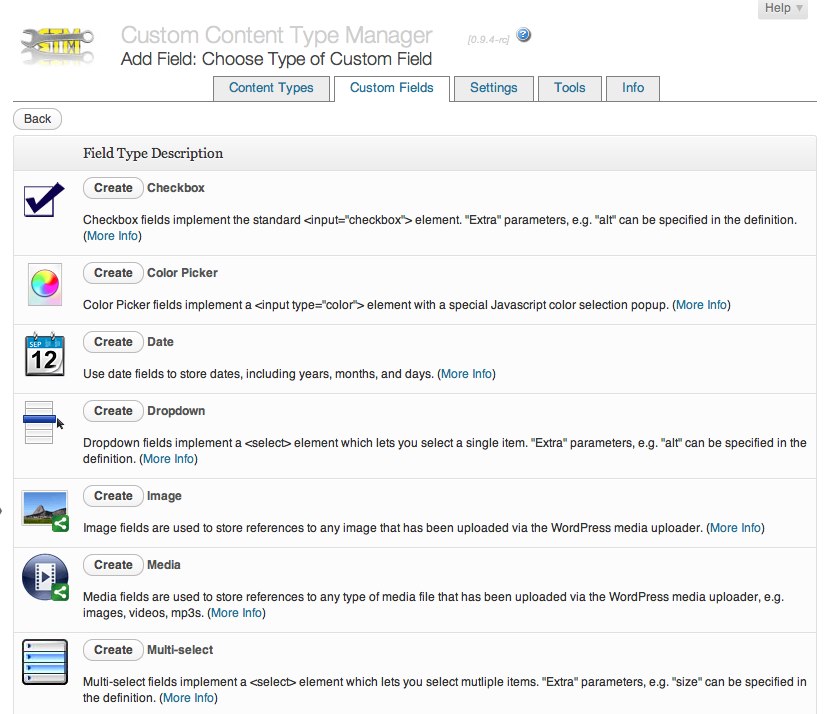 Help
Custom Content Type Manager [0.9.4-rc] ?
Add Field: Choose Type of Custom Field
Content Types Custom Fields Settings Tools Info
Back
Field Type Description
Create Checkbox
Checkbox fields implement the standard <input="checkbox"> element. "Extra" parameters, e.g. "alt" can be specified in the definition.
(More Info)
Create Color Picker
Color Picker fields implement a <input type="color"> element with a special Javascript color selection popup. (More Info)
SEP
12
Create Date
Use date fields to store dates, including years, months, and days. (More Info)
Create Dropdown
Dropdown fields implement a <select> element which lets you select a single item. "Extra" parameters, e.g. "alt" can be specified in the
definition. (More Info)
Create Image
Image fields are used to store references to any image that has been uploaded via the WordPress media uploader. (More Info)
Create Media
Media fields are used to store references to any type of media file that has been uploaded via the WordPress media uploader, e.g.
images, videos, mp3s. (More Info)
Create Multi-select
Multi-select fields implement a <select> element which lets you select mutliple items. "Extra" parameters, e.g. "size" can be specified in
the definition. (More Info)